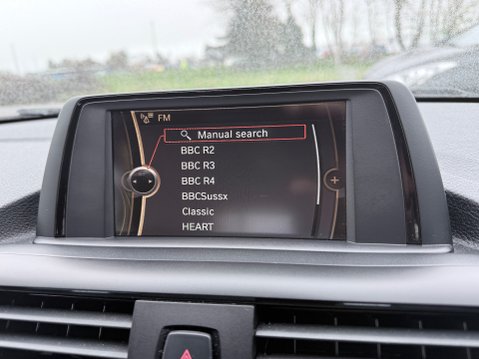 FM
Manual search
BBC R2
BBC R3
BBC R4
BBCSussx
Classic
HEART